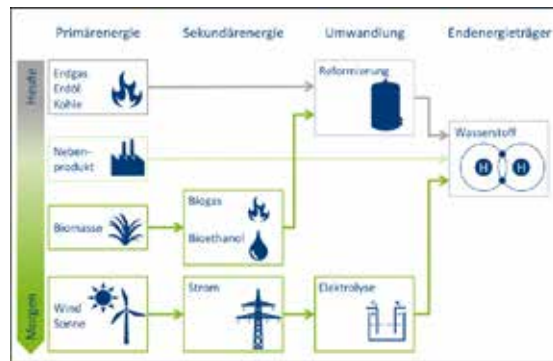 Primärenergie
Sekundärenergie
Umwandlung
Endenergieträger
Heute
Erdgas
Erdöl
Kohle
Reformierung
Neben-
produkt
Wasserstoff
H
H
Biomasse
Biogas
Bioethanol
Wind
Sonne
Strom
Elektrolyse
Morgen